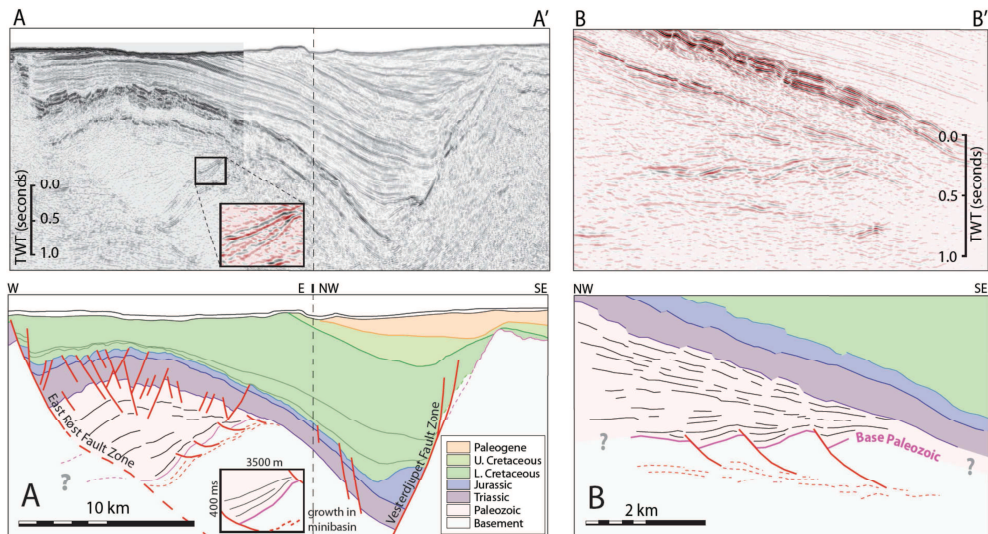 A
A'
B
B'
0.0
0.5
1.0
TWT (seconds)
0.0
0.5
1.0
TWT (seconds)
W
E
NW
SE
NW
SE
East Røst Fault Zone
Vesterdjupet Fault Zone
?
A
10 km
3500 m
400 ms
growth in
minibasin
Paleogene
U. Cretaceous
L. Cretaceous
Jurassic
Triassic
Paleozoic
Basement
?
Base Paleozoic
?
B
2 km